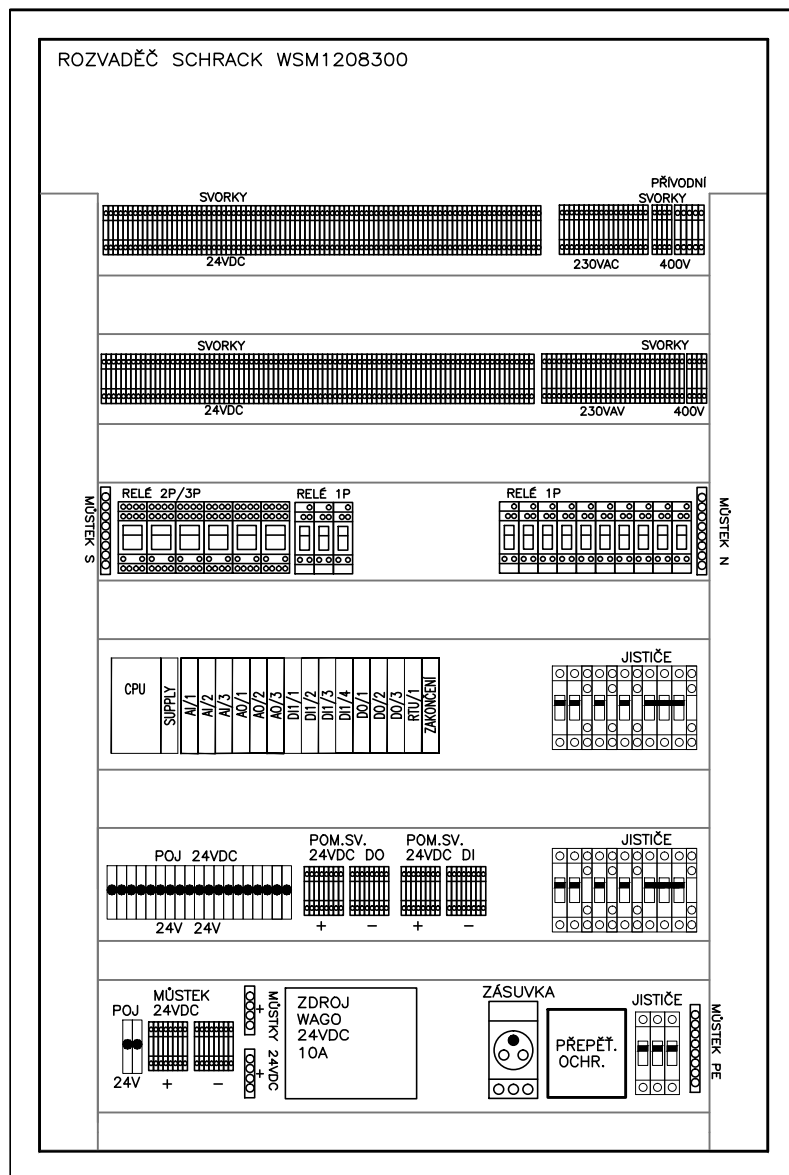 ROZVADĚČ SCHRACK WSM1208300
PŘÍVODNÍ
SVORKY
SVORKY
24VDC
230VAC
400V
SVORKY
SVORKY
24VDC
230VAV
400V
MŮSTEK S
RELÉ 2P/3P
RELÉ 1P
RELÉ 1P
MŮSTEK N
CPU
SUPPLY
AI/1
AI/2
AI/3
AO/1
AO/2
AO/3
DI1/1
DI1/2
DI1/3
DI1/4
DO/1
DO/2
DO/3
RTU/1
ZAKONČENÍ
JISTIČE
POJ 24VDC
24V 24V
POM.SV.
24VDC DO
+ −
POM.SV.
24VDC DI
+ −
JISTIČE
POJ
24V
MŮSTEK
24VDC
+ −
MŮSTKY 24VDC
+
+
ZDROJ
WAGO
24VDC
10A
ZÁSUVKA
PŘEPĚŤ.
OCHR.
JISTIČE
MŮSTEK PE